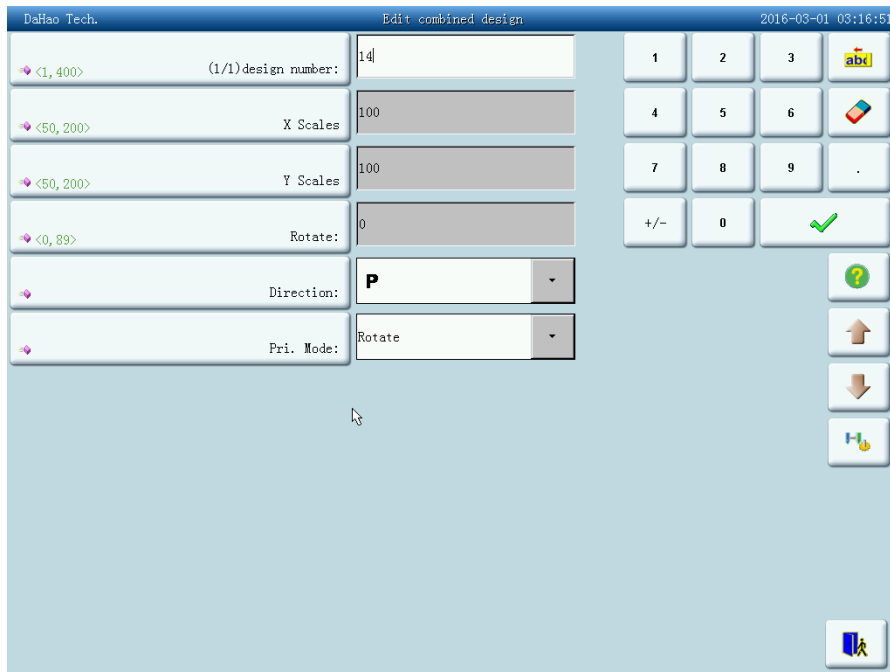 DaHao Tech. Edit combined design 2016-03-01 03:16:51
<1, 400> (1/1)design number: 14
<50, 200> X Scales 100
<50, 200> Y Scales 100
<0, 89> Rotate: 0
Direction: P
Pri. Mode: Rotate
1 2 3 abc
4 5 6
7 8 9 .
+/- 0
?